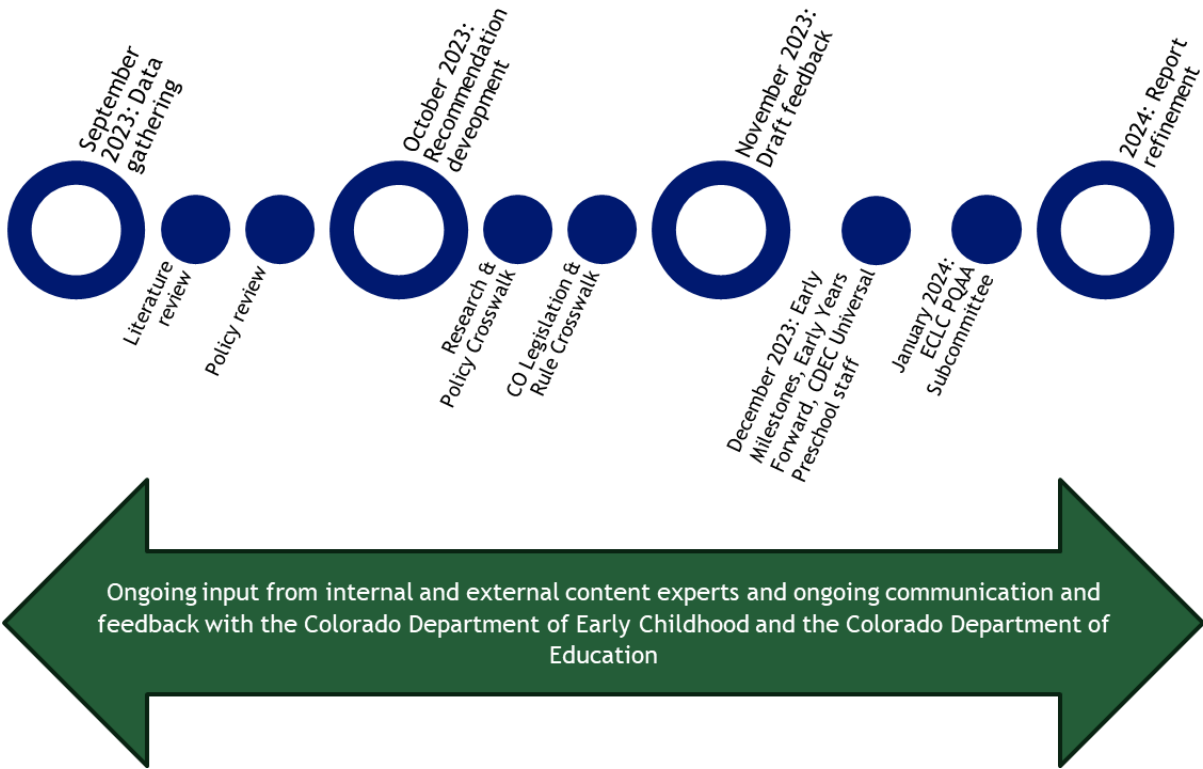 September
2023: Data
gathering
Literature
review
Policy review
October 2023:
Recommendation
deveopment
Research &
Policy Crosswalk
CO Legislation &
Rule Crosswalk
November 2023:
Draft feedback
December 2023: Early
Milestones, Early Years
Forward, CDEC Universal
Preschool staff
January 2024:
ECLC PQAA
Subcommittee
2024: Report
refinement
Ongoing input from internal and external content experts and ongoing communication and
feedback with the Colorado Department of Early Childhood and the Colorado Department of
Education